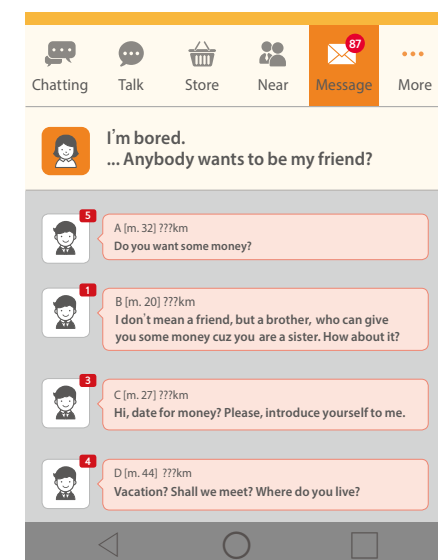 87
Chatting Talk Store Near Message More
I'm bored.
... Anybody wants to be my friend?
5
A [m. 32] ???km
Do you want some money?
1
B [m. 20] ???km
I don't mean a friend, but a brother, who can give
you some money cuz you are a sister. How about it?
3
C [m. 27] ???km
Hi, date for money? Please, introduce yourself to me.
4
D [m. 44] ???km
Vacation? Shall we meet? Where do you live?